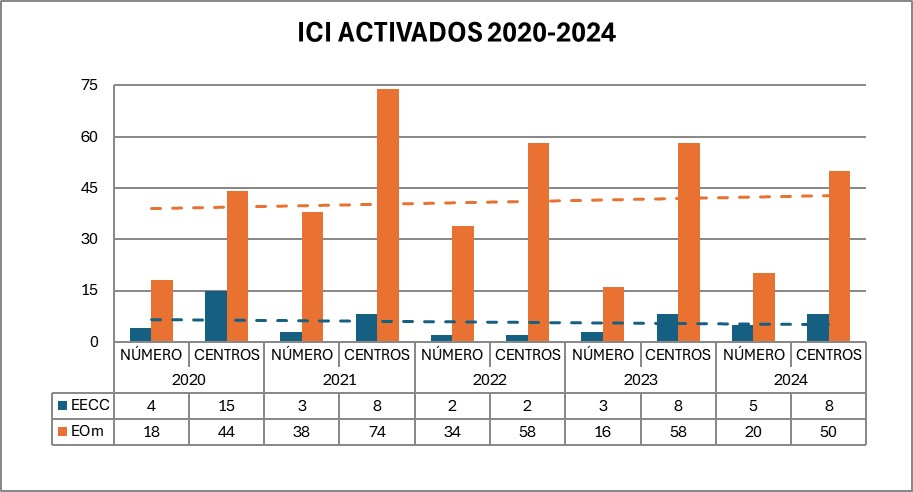 ICI ACTIVADOS 2020-2024
75
60
45
30
15
0
NÚMERO CENTROS NÚMERO CENTROS NÚMERO CENTROS NÚMERO CENTROS NÚMERO CENTROS
2020 2021 2022 2023 2024
EECC 4 15 3 8 2 2 3 8 5 8
EOm 18 44 38 74 34 58 16 58 20 50